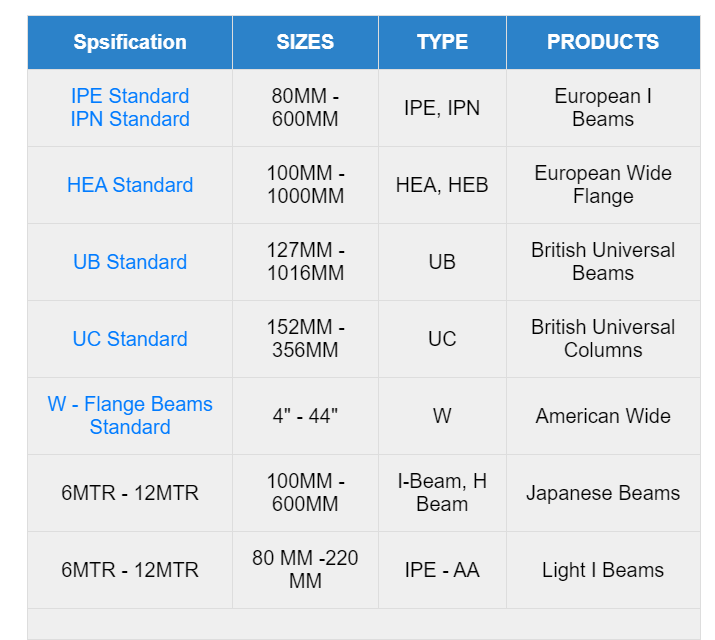 Spsification SIZES TYPE PRODUCTS
IPE Standard
IPN Standard
80MM -
600MM
IPE, IPN
European I
Beams
HEA Standard
100MM -
1000MM
HEA, HEB
European Wide
Flange
UB Standard
127MM -
1016MM
UB
British Universal
Beams
UC Standard
152MM -
356MM
UC
British Universal
Columns
W - Flange Beams
Standard
4" - 44"
W
American Wide
6MTR - 12MTR
100MM -
600MM
I-Beam, H
Beam
Japanese Beams
6MTR - 12MTR
80 MM -220
MM
IPE - AA
Light I Beams